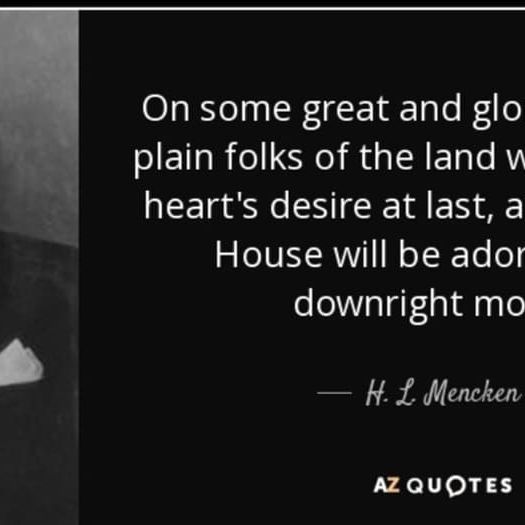 On some great and glo
plain folks of the land w
heart's desire at last, a
House will be ador
downright mo
— H. L. Mencken
AZ QUOTES